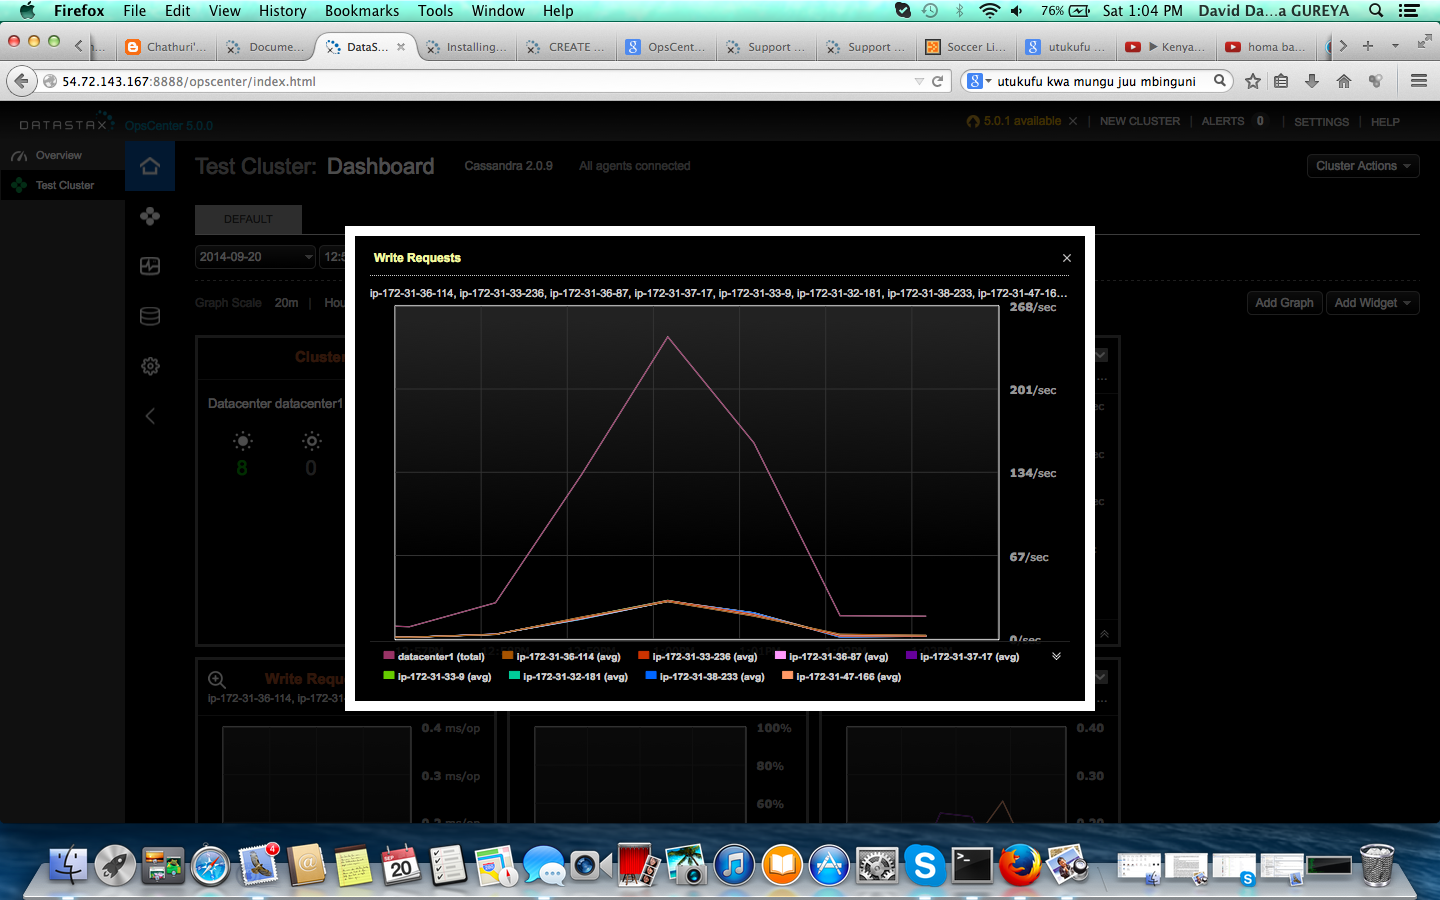 Firefox File Edit View History Bookmarks Tools Window Help 76% Sat 1:04 PM David Da...a GUREYA
Chathuri'... Docume... DataS... Installing... CREATE ... OpsCent... Support ... Support ... Soccer Li... utukufu ... ▶ Kenya... homa ba...
54.72.143.167:8888/opscenter/index.html utukufu kwa mungu juu mbinguni
DATASTAX OpsCenter 5.0.0 5.0.1 available × | NEW CLUSTER | ALERTS 0 | SETTINGS | HELP
Overview
Test Cluster
Test Cluster: Dashboard Cassandra 2.0.9 All agents connected Cluster Actions
DEFAULT
2014-09-20 12:5
Graph Scale 20m | Hou
Add Graph Add Widget
Cluster
Datacenter datacenter1
8 0
Write Requests
ip-172-31-36-114, ip-172-31-33-236, ip-172-31-36-87, ip-172-31-37-17, ip-172-31-33-9, ip-172-31-32-181, ip-172-31-38-233, ip-172-31-47-16...
268/sec
201/sec
134/sec
67/sec
0/sec
datacenter1 (total) ip-172-31-36-114 (avg) ip-172-31-33-236 (avg) ip-172-31-36-87 (avg) ip-172-31-37-17 (avg)
ip-172-31-33-9 (avg) ip-172-31-32-181 (avg) ip-172-31-38-233 (avg) ip-172-31-47-166 (avg)
Write Requ
ip-172-31-36-114, ip-172-31
0.4 ms/op 100% 0.40
0.3 ms/op 80% 0.30
60%
4
SEP
20